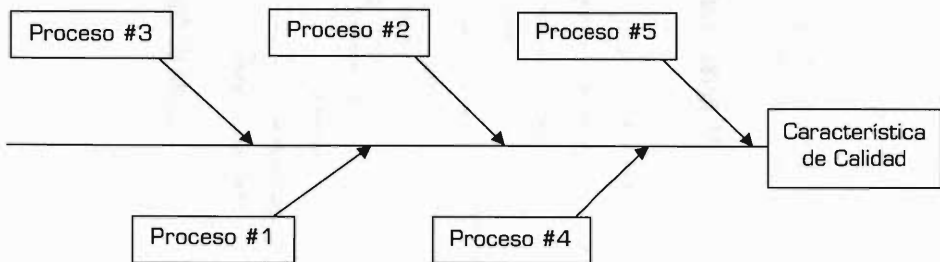 Proceso #3
Proceso #2
Proceso #5
Característica
de Calidad
Proceso #1
Proceso #4